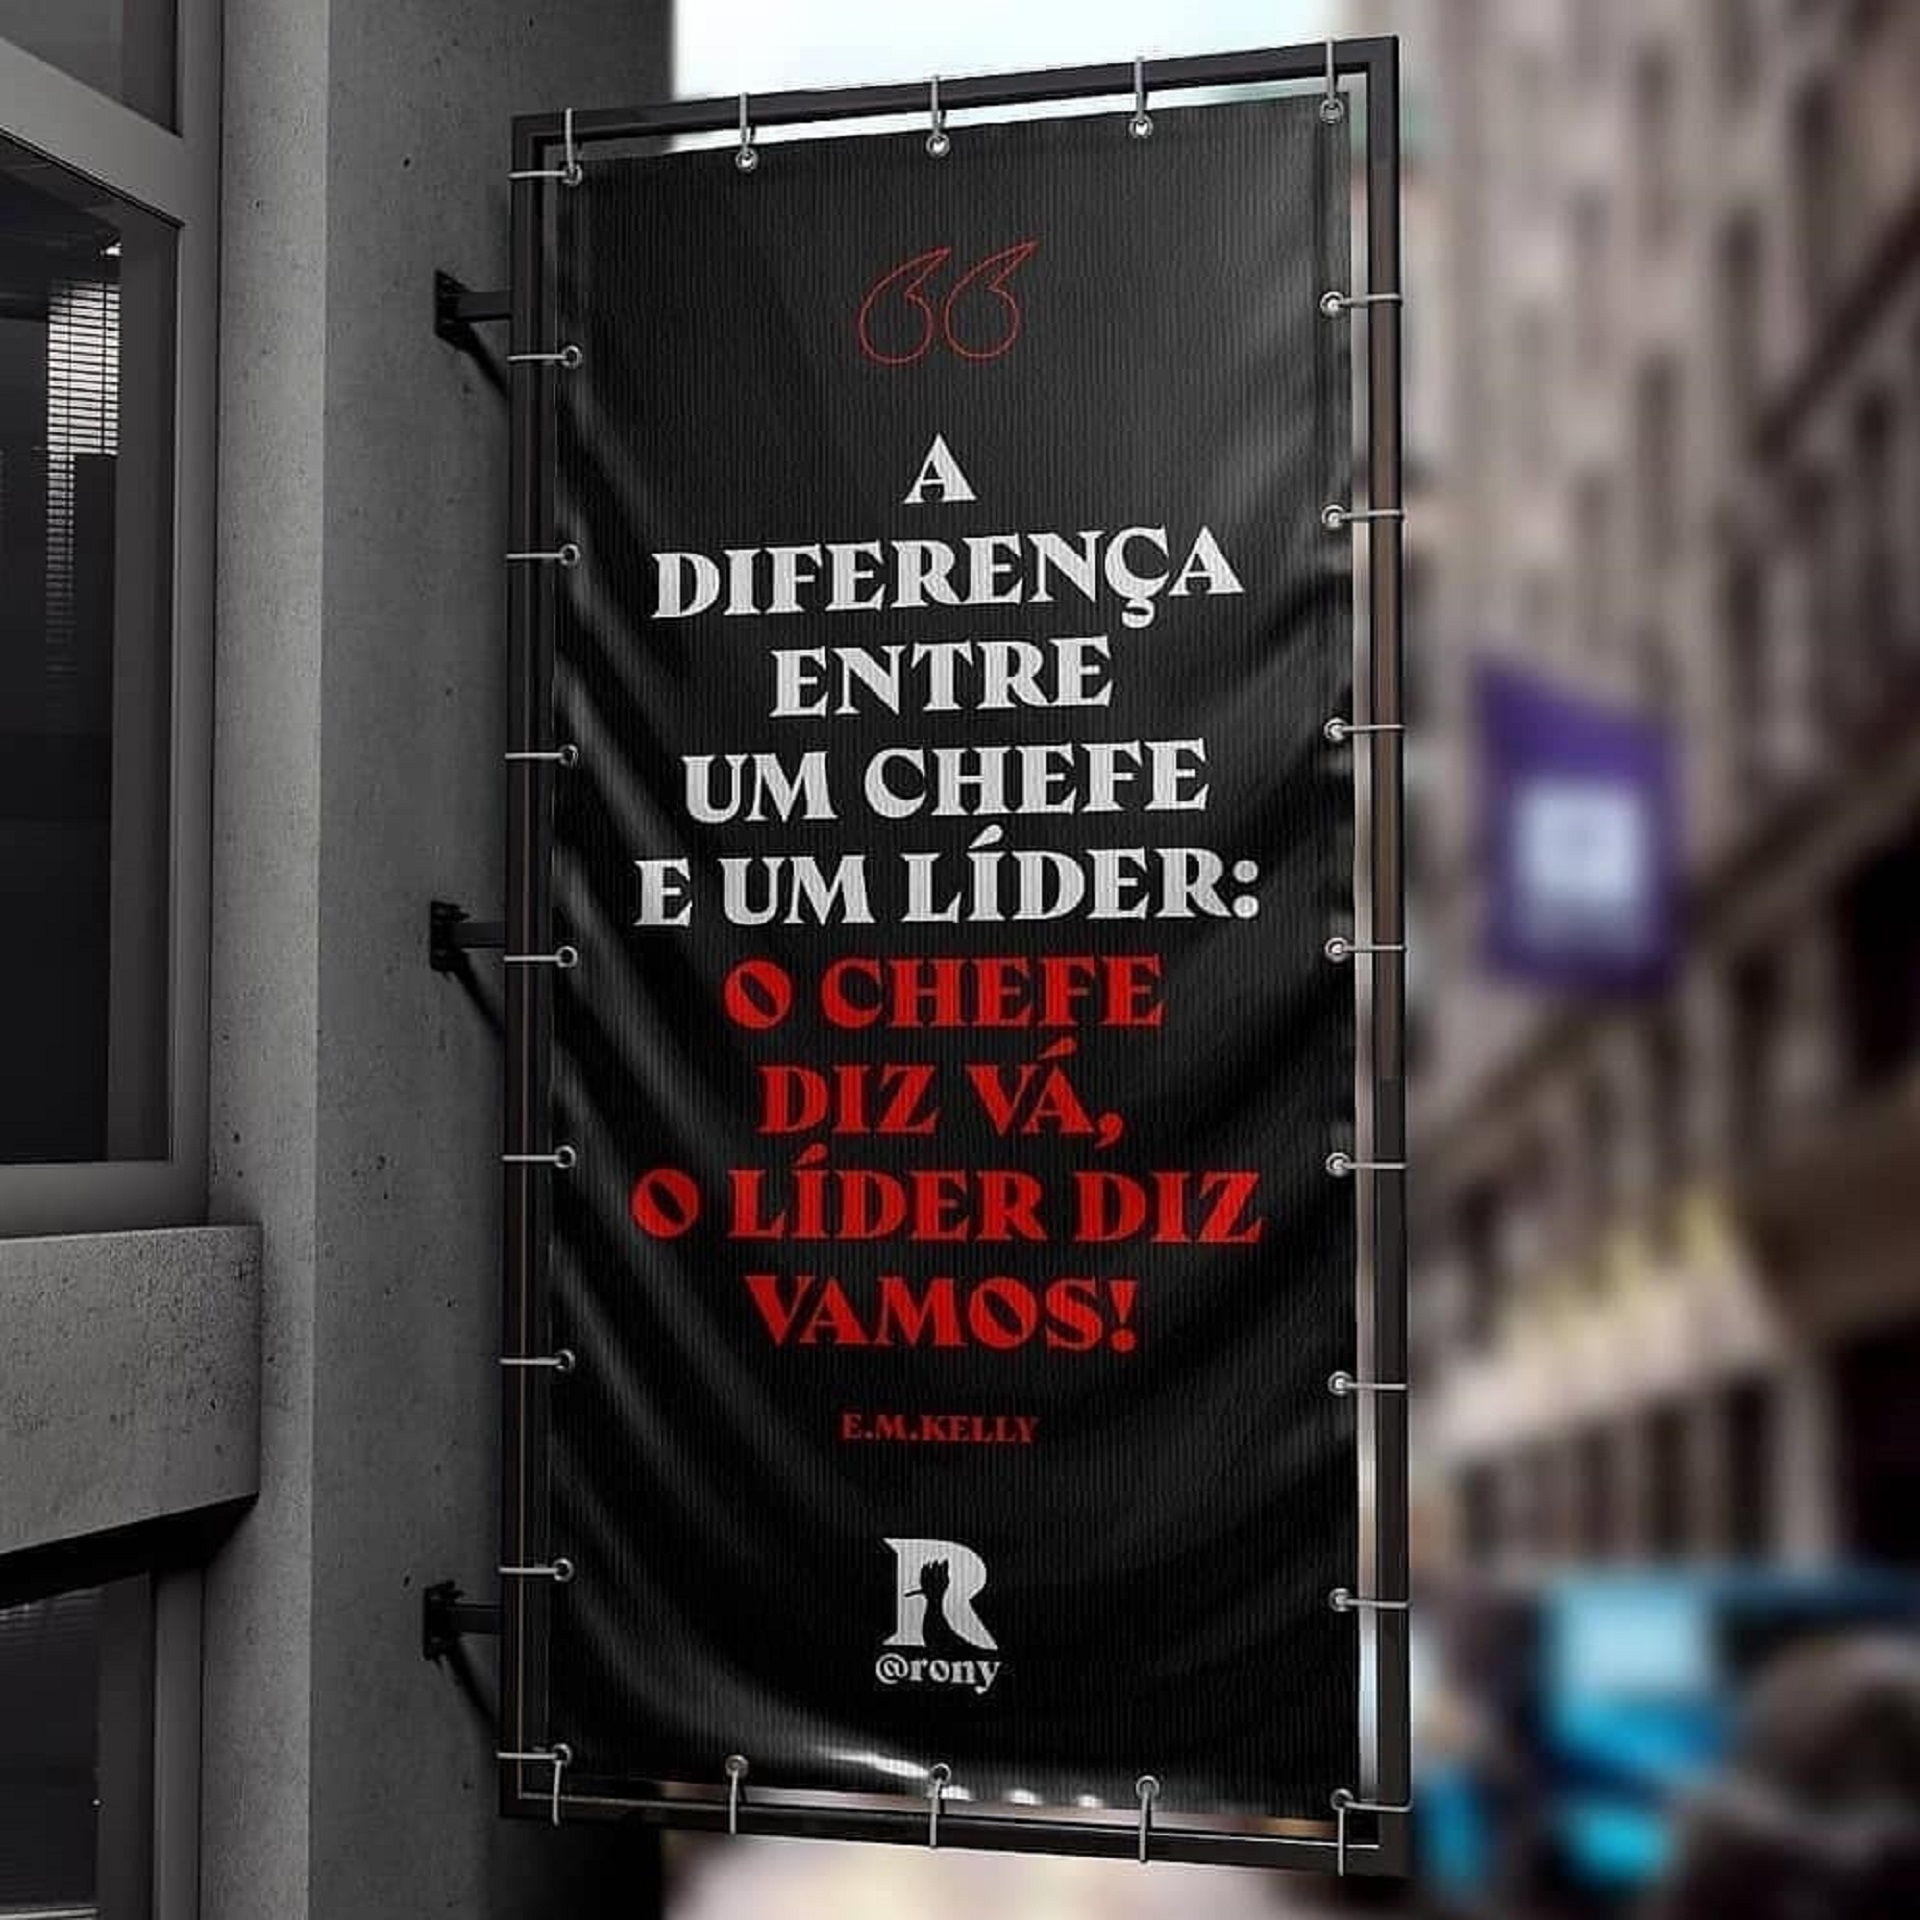 A
DIFERENÇA
ENTRE
UM CHEFE
E UM LÍDER:
O CHEFE
DIZ VÁ,
O LÍDER DIZ
VAMOS!
E.M.KELLY
R
@rony